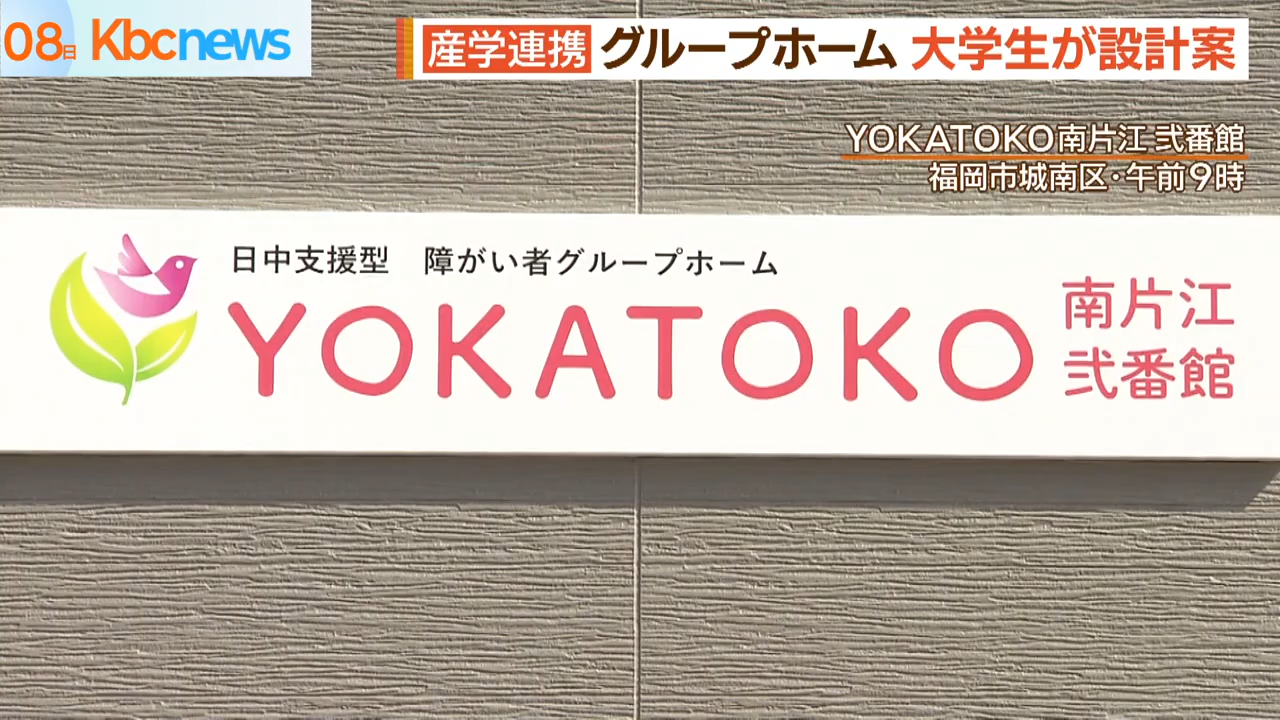 08日 Kbcnews
産学連携 グループホーム 大学生が設計案
YOKATOKO南片江 弐番館
福岡市城南区・午前9時
日中支援型 障がい者グループホーム
YOKATOKO
南片江
弐番館